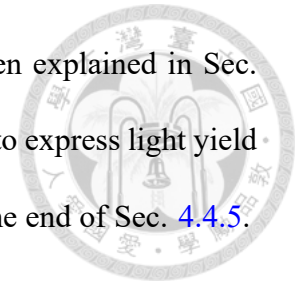 en explained in Sec.
to express light yield
he end of Sec. 4.4.5.